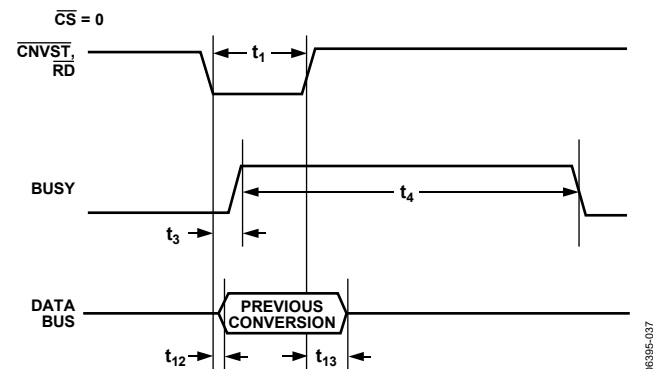 CS = 0
CNVST,
RD
t1
BUSY
t4
t3
DATA
BUS
PREVIOUS
CONVERSION
t12
t13
06395-037